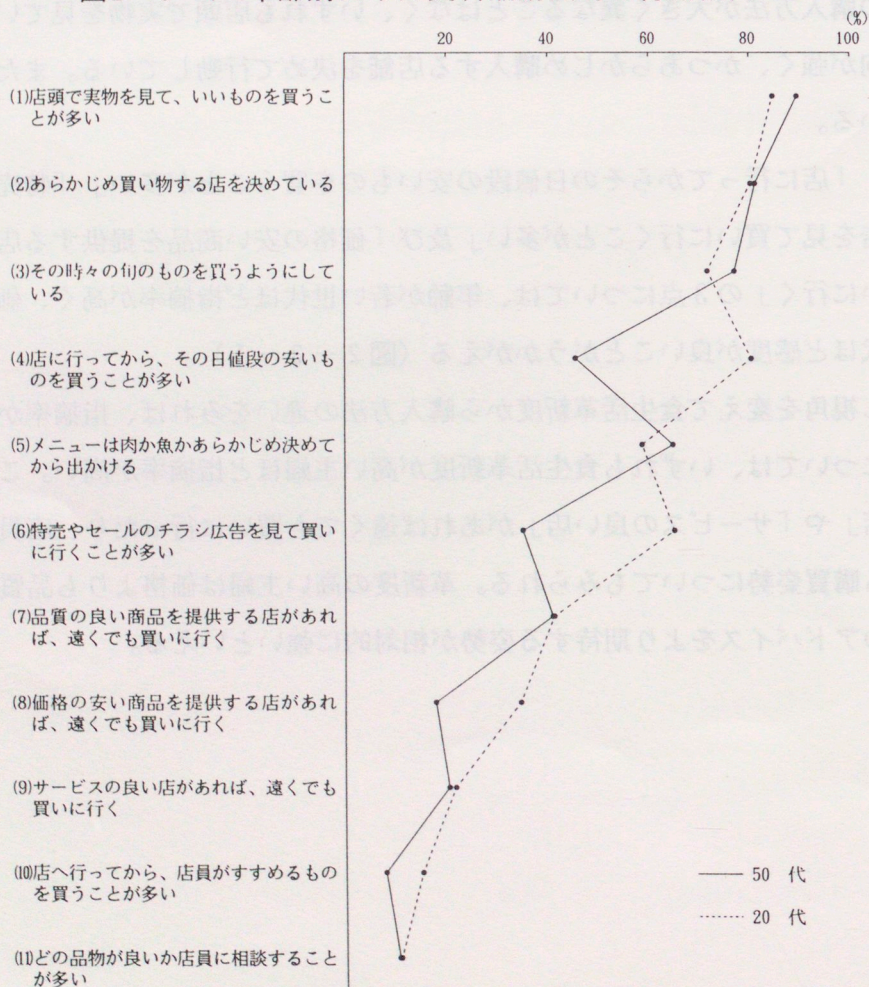 (%)
20 40 60 80 100
(1)店頭で実物を見て、いいものを買うこ
とが多い
(2)あらかじめ買い物する店を決めている
(3)その時々の旬のものを買うようにして
いる
(4)店に行ってから、その日値段の安いも
のを買うことが多い
(5)メニューは肉か魚かあらかじめ決めて
から出かける
(6)特売やセールのチラシ広告を見て買い
に行くことが多い
(7)品質の良い商品を提供する店があれ
ば、遠くでも買いに行く
(8)価格の安い商品を提供する店があれ
ば、遠くでも買いに行く
(9)サービスの良い店があれば、遠くでも
買いに行く
(10)店へ行ってから、店員がすすめるもの
を買うことが多い
(11)どの品物が良いか店員に相談すること
が多い
50 代
20 代